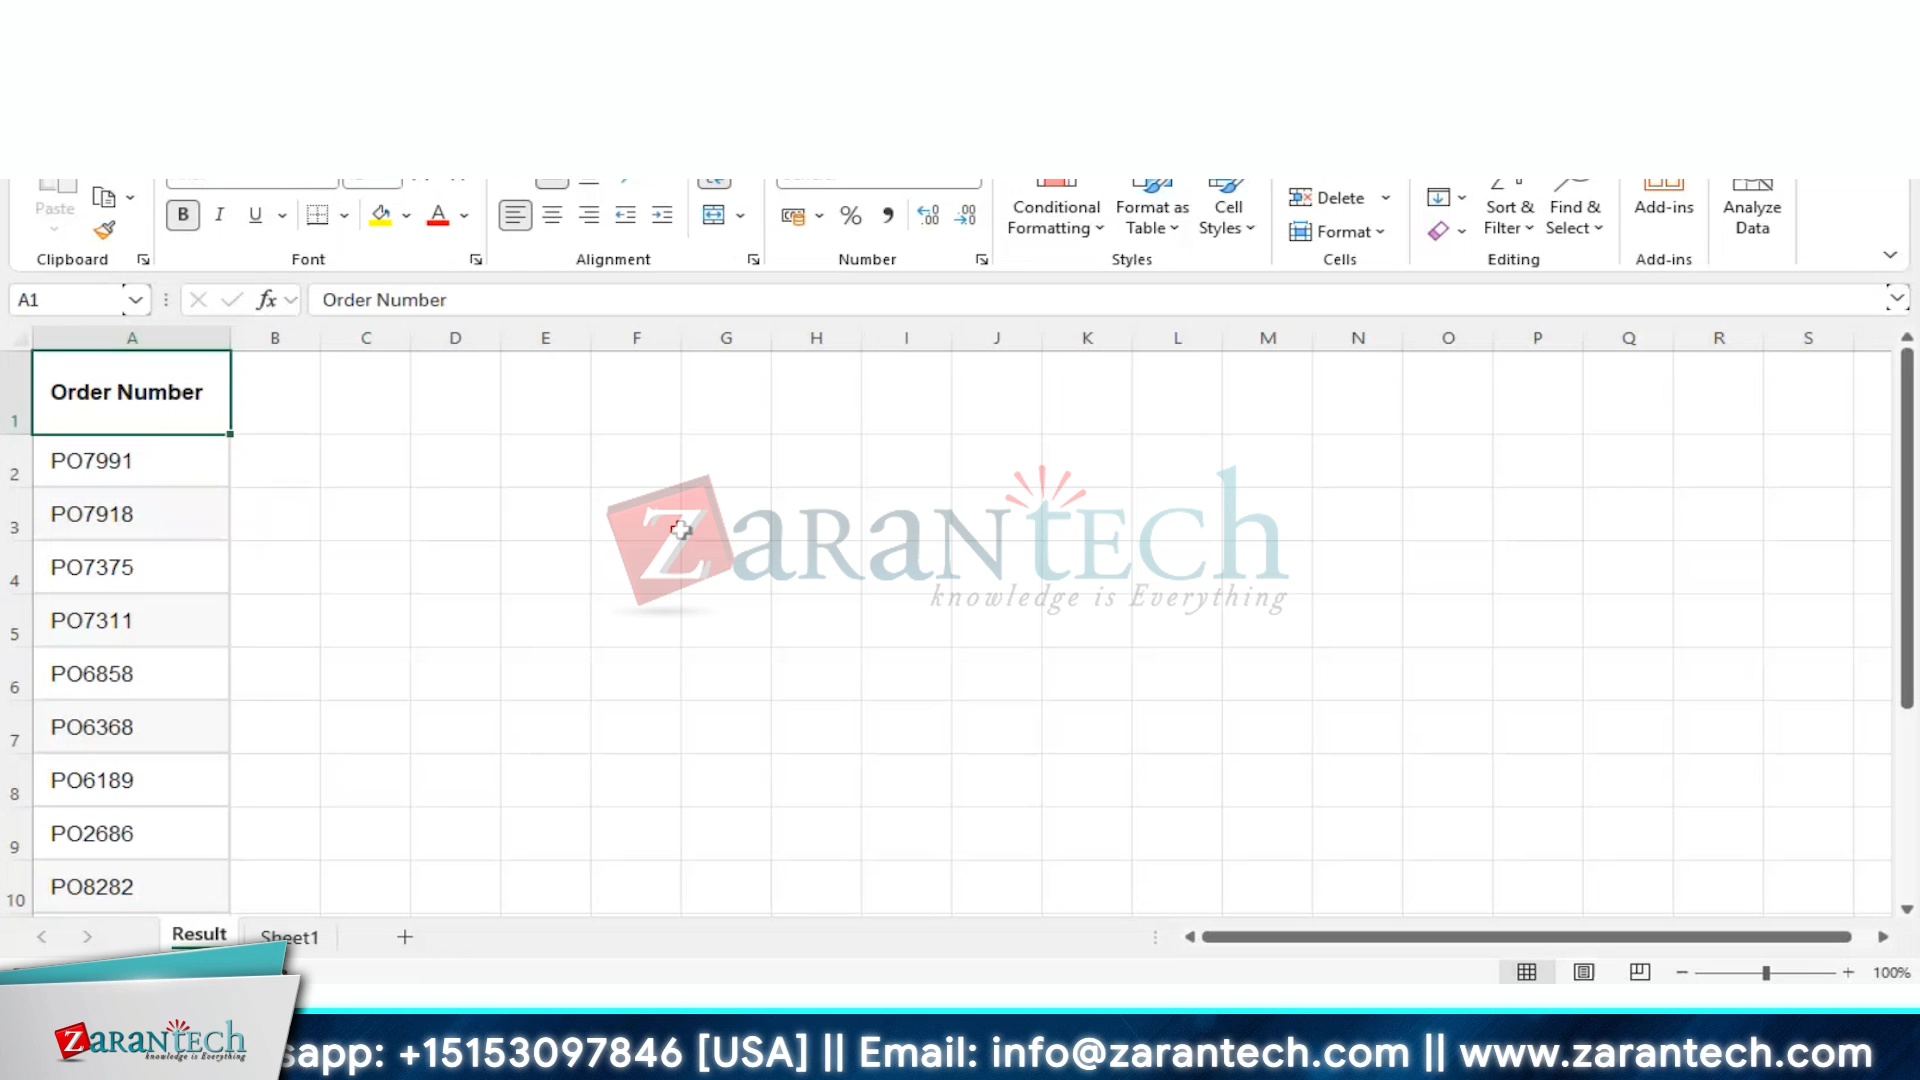 Paste
Clipboard
B I U
Font
A
Alignment
%
Number
Conditional Formatting
Format as Table
Cell Styles
Styles
Delete
Format
Cells
Sort & Filter
Find & Select
Editing
Add-ins
Add-ins
Analyze Data
A1
fx
Order Number
A B C D E F G H I J K L M N O P Q R S
1 Order Number
2 PO7991
3 PO7918
4 PO7375
5 PO7311
6 PO6858
7 PO6368
8 PO6189
9 PO2686
10 PO8282
ZaranTech
knowledge is Everything
Result Sheet1 +
100%
ZaranTech
knowledge is Everything
sapp: +15153097846 [USA] || Email: info@zarantech.com || www.zarantech.com